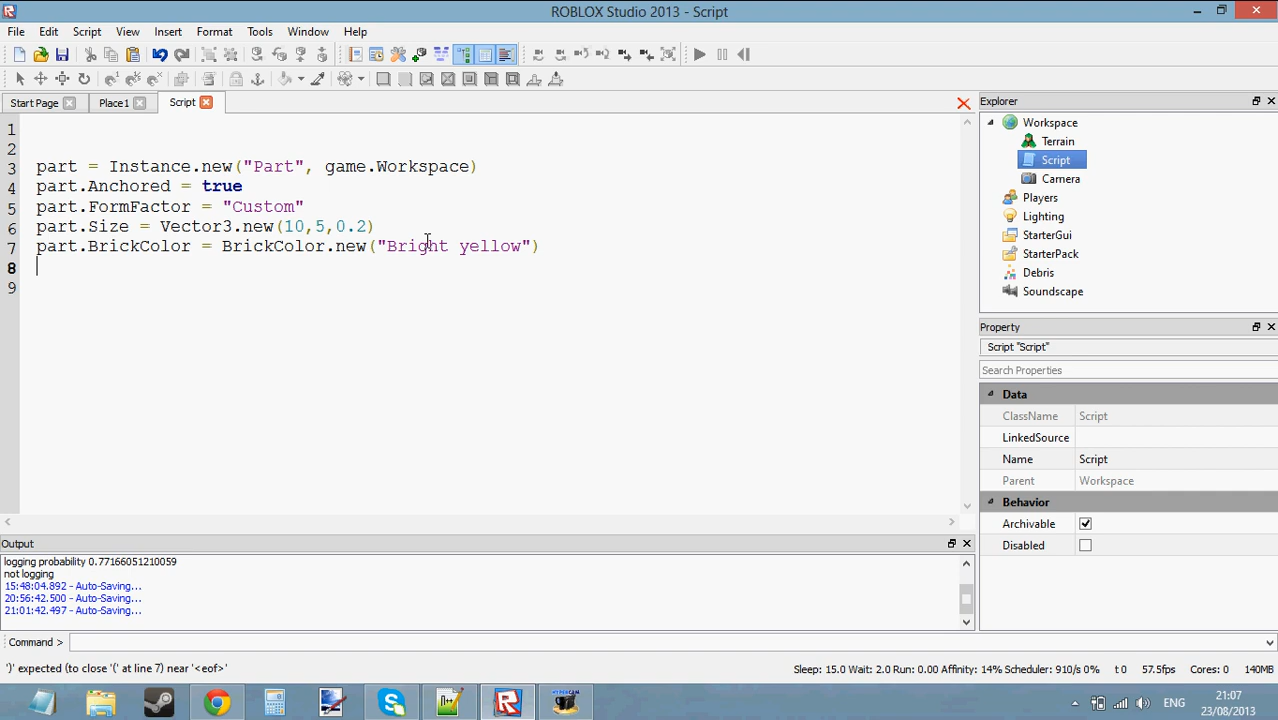 ROBLOX Studio 2013 - Script
File Edit Script View Insert Format Tools Window Help
Start Page Place1 Script
1
2
3 part = Instance.new("Part", game.Workspace)
4 part.Anchored = true
5 part.FormFactor = "Custom"
6 part.Size = Vector3.new(10,5,0.2)
7 part.BrickColor = BrickColor.new("Bright yellow")
8
9
Explorer
Workspace
Terrain
Script
Camera
Players
Lighting
StarterGui
StarterPack
Debris
Soundscape
Property
Script "Script"
Search Properties
Data
ClassName Script
LinkedSource
Name Script
Parent Workspace
Behavior
Archivable
Disabled
Output
logging probability 0.77166051210059
not logging
15:48:04.892 - Auto-Saving...
20:56:42.500 - Auto-Saving...
21:01:42.497 - Auto-Saving...
Command >
')' expected (to close '(' at line 7) near '<eof>'
Sleep: 15.0 Wait: 2.0 Run: 0.00 Affinity: 14% Scheduler: 910/s 0% t 0 57.5fps Cores: 0 140MB
ENG
21:07
23/08/2013